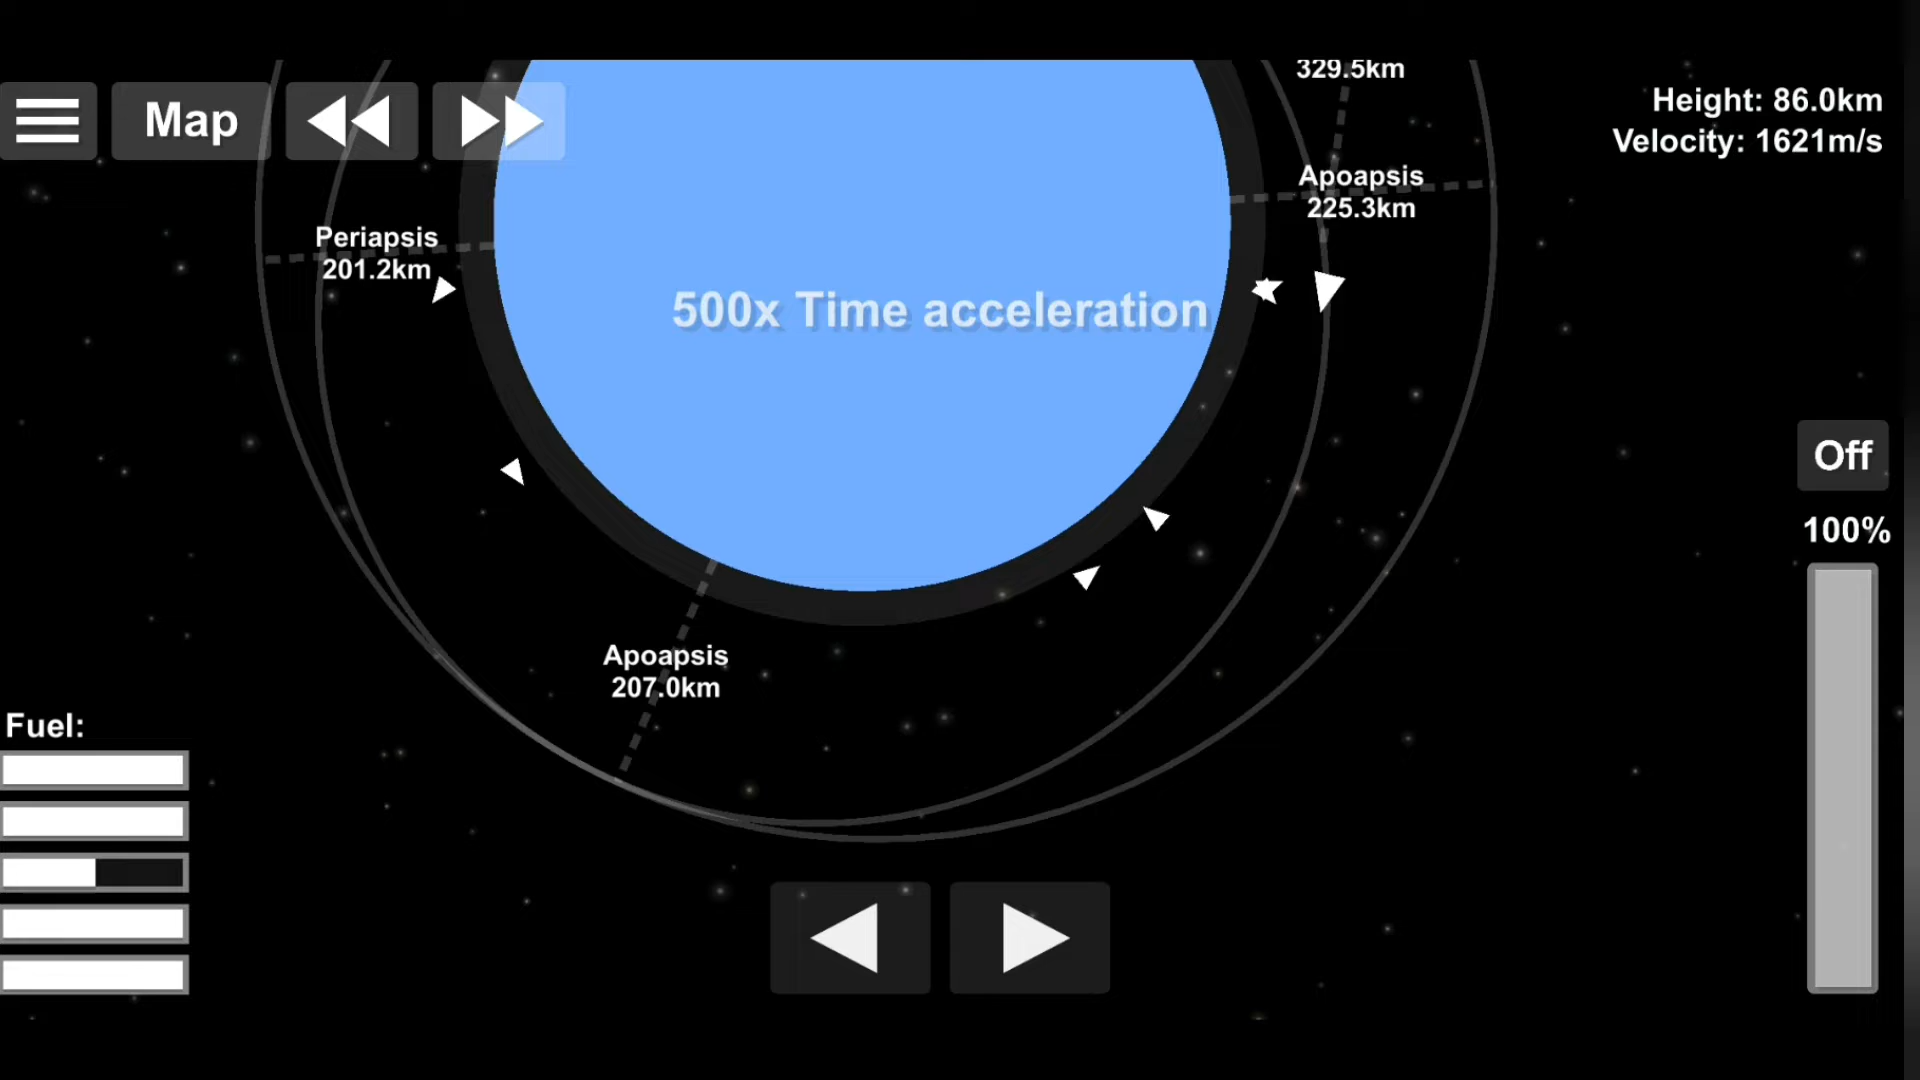 329.5km
Height: 86.0km
Map
Velocity: 1621m/s
Apoapsis
225.3km
Periapsis
201.2km
500x Time acceleration
Off
100%
Apoapsis
207.0km
Fuel: